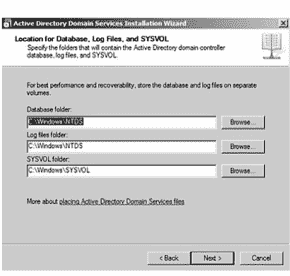 Active Directory Domain Services Installation Wizard
Location for Database, Log Files, and SYSVOL
Specify the folders that will contain the Active Directory domain controller
database, log files, and SYSVOL.
For best performance and recoverability, store the database and log files on separate
volumes.
Database folder:
C:\Windows\NTDS
Browse...
Log files folder:
C:\Windows\NTDS
Browse...
SYSVOL folder:
C:\Windows\SYSVOL
Browse...
More about placing Active Directory Domain Services files
< Back
Next >
Cancel